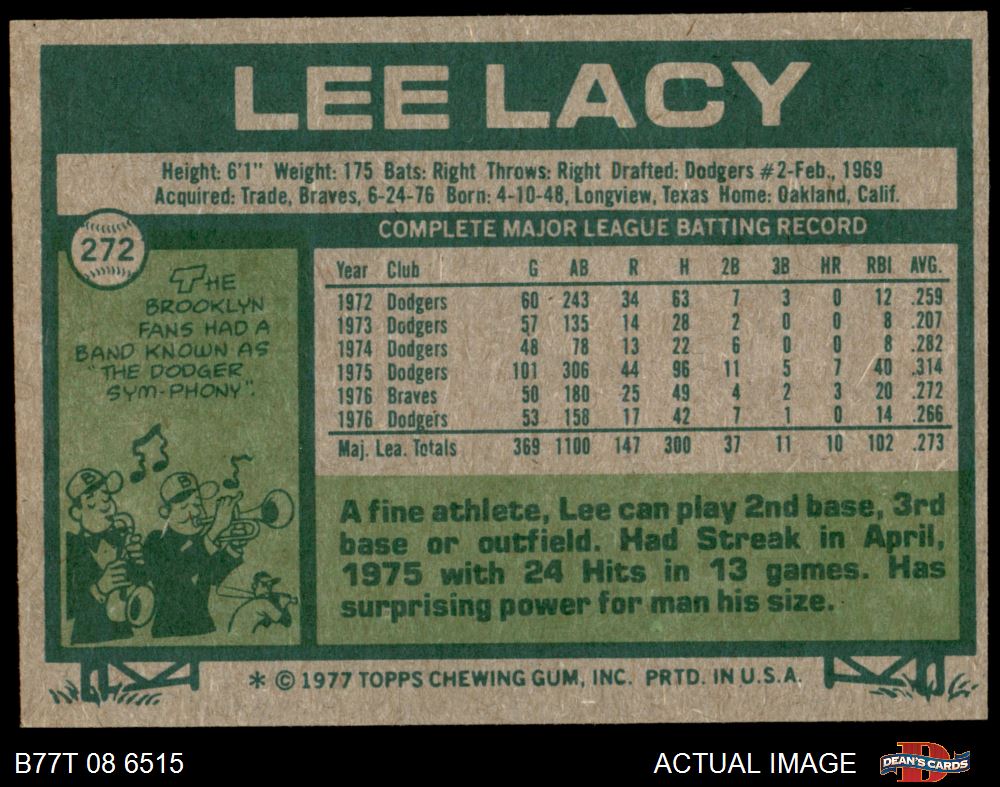 LEE LACY
Height: 6'1" Weight: 175 Bats: Right Throws: Right Drafted: Dodgers #2-Feb., 1969
Acquired: Trade, Braves, 6-24-76 Born: 4-10-48, Longview, Texas Home: Oakland, Calif.
272
THE
BROOKLYN
FANS HAD A
BAND KNOWN AS
"THE DODGER
SYM-PHONY".
COMPLETE MAJOR LEAGUE BATTING RECORD
Year Club G AB R H 2B 3B HR RBI AVG.
1972 Dodgers 60 243 34 63 7 3 0 12 .259
1973 Dodgers 57 135 14 28 2 0 0 8 .207
1974 Dodgers 48 78 13 22 6 0 0 8 .282
1975 Dodgers 101 306 44 96 11 5 7 40 .314
1976 Braves 50 180 25 49 4 2 3 20 .272
1976 Dodgers 53 158 17 42 7 1 0 14 .266
Maj. Lea. Totals 369 1100 147 300 37 11 10 102 .273
A fine athlete, Lee can play 2nd base, 3rd
base or outfield. Had Streak in April,
1975 with 24 Hits in 13 games. Has
surprising power for man his size.
* © 1977 TOPPS CHEWING GUM, INC. PRTD. IN U.S.A.
B77T 08 6515
ACTUAL IMAGE
D
DEAN'S CARDS
B B